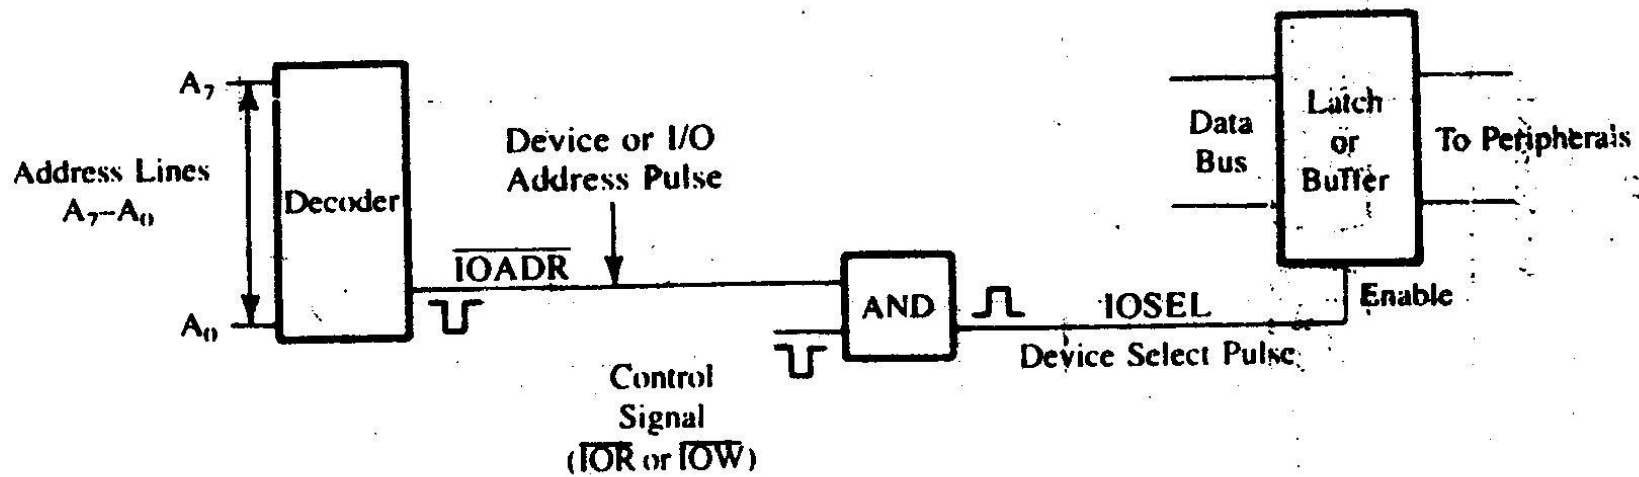 A₇
Address Lines
A₇–A₀
A₀
Decoder
Device or I/O
Address Pulse
IOADR
Control
Signal
(IOR or IOW)
AND
IOSEL
Device Select Pulse
Enable
Data
Bus
Latch
or
Buffer
To Peripherals